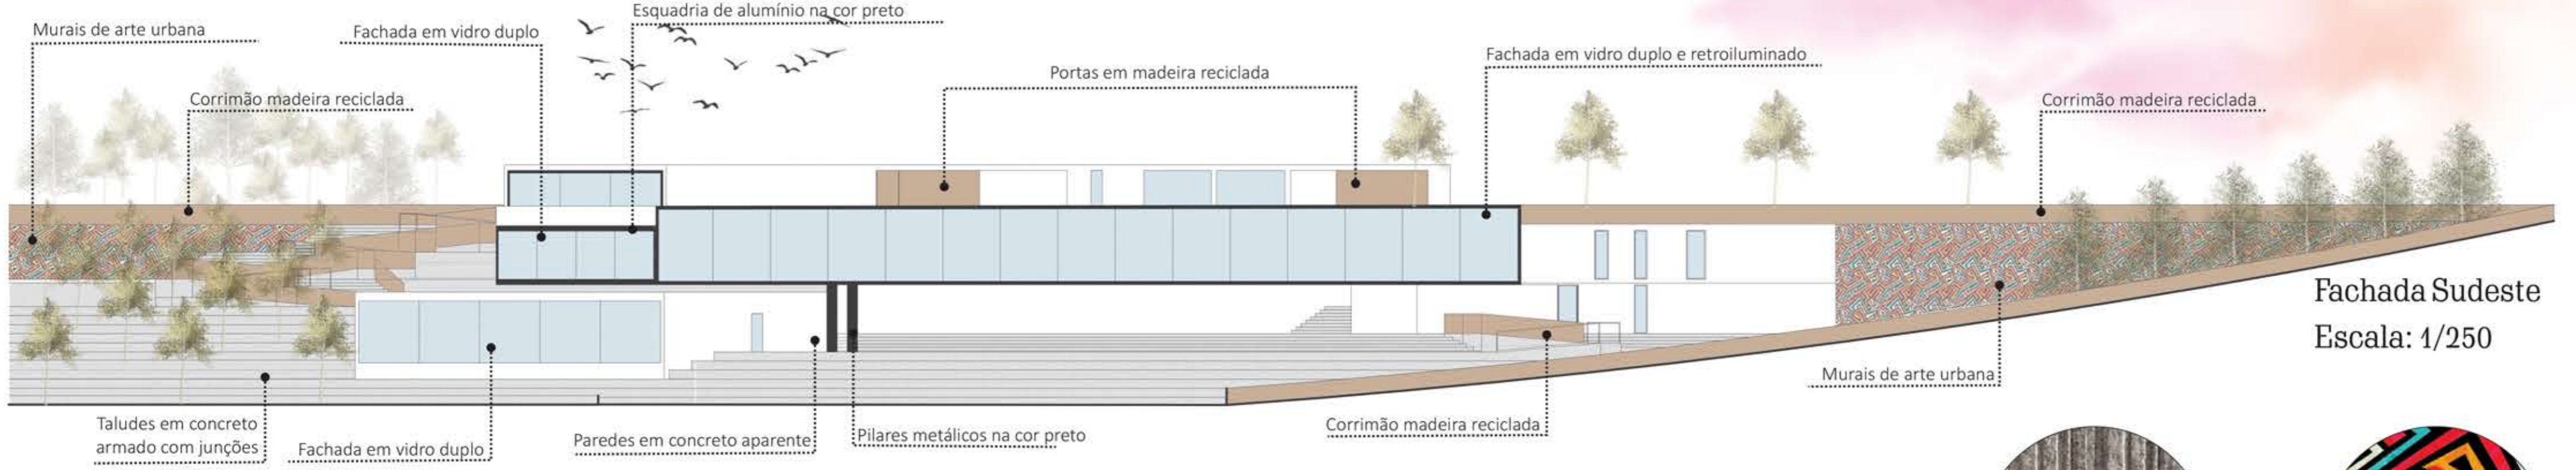 Esquadria de alumínio na cor preto
Murais de arte urbana
Fachada em vidro duplo
Fachada em vidro duplo e retroiluminado
Portas em madeira reciclada
Corrimão madeira reciclada
Corrimão madeira reciclada
Fachada Sudeste
Escala: 1/250
Murais de arte urbana
Taludes em concreto
armado com junções
Fachada em vidro duplo
Paredes em concreto aparente
Pilares metálicos na cor preto
Corrimão madeira reciclada